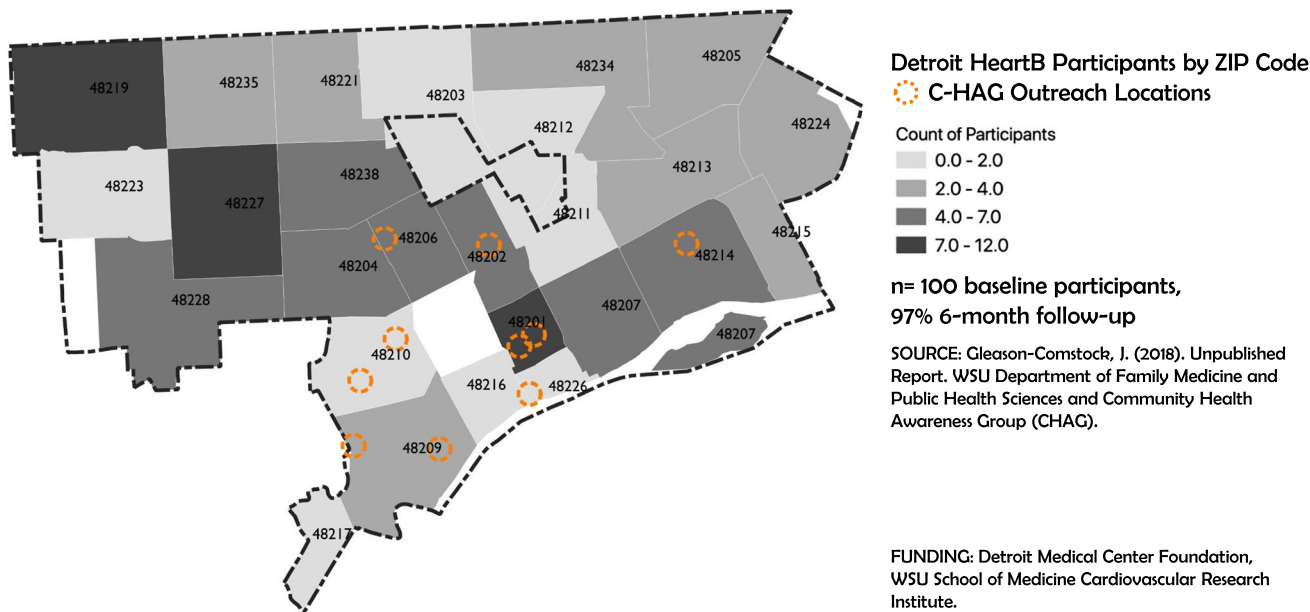 Detroit HeartB Participants by ZIP Code
C-HAG Outreach Locations
Count of Participants
0.0 - 2.0
2.0 - 4.0
4.0 - 7.0
7.0 - 12.0
n= 100 baseline participants,
97% 6-month follow-up
SOURCE: Gleason-Comstock, J. (2018). Unpublished
Report. WSU Department of Family Medicine and
Public Health Sciences and Community Health
Awareness Group (CHAG).
FUNDING: Detroit Medical Center Foundation,
WSU School of Medicine Cardiovascular Research
Institute.
48219
48235
48221
48203
48234
48205
48212
48224
48223
48227
48238
48213
48211
48206
48202
48204
48214
48215
48228
48207
48201
48207
48210
48216
48226
48209
48217